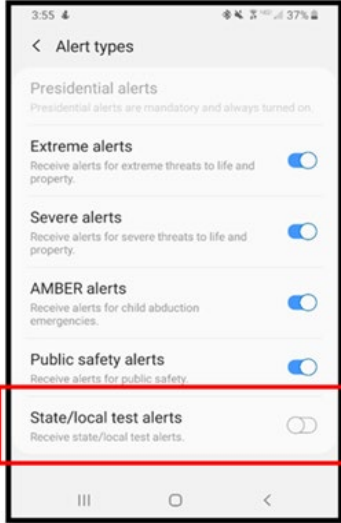 3:55
37%
Alert types
Presidential alerts
Presidential alerts are mandatory and always turned on.
Extreme alerts
Receive alerts for extreme threats to life and
property.
Severe alerts
Receive alerts for severe threats to life and
property.
AMBER alerts
Receive alerts for child abduction
emergencies.
Public safety alerts
Receive alerts for public safety.
State/local test alerts
Receive state/local test alerts.